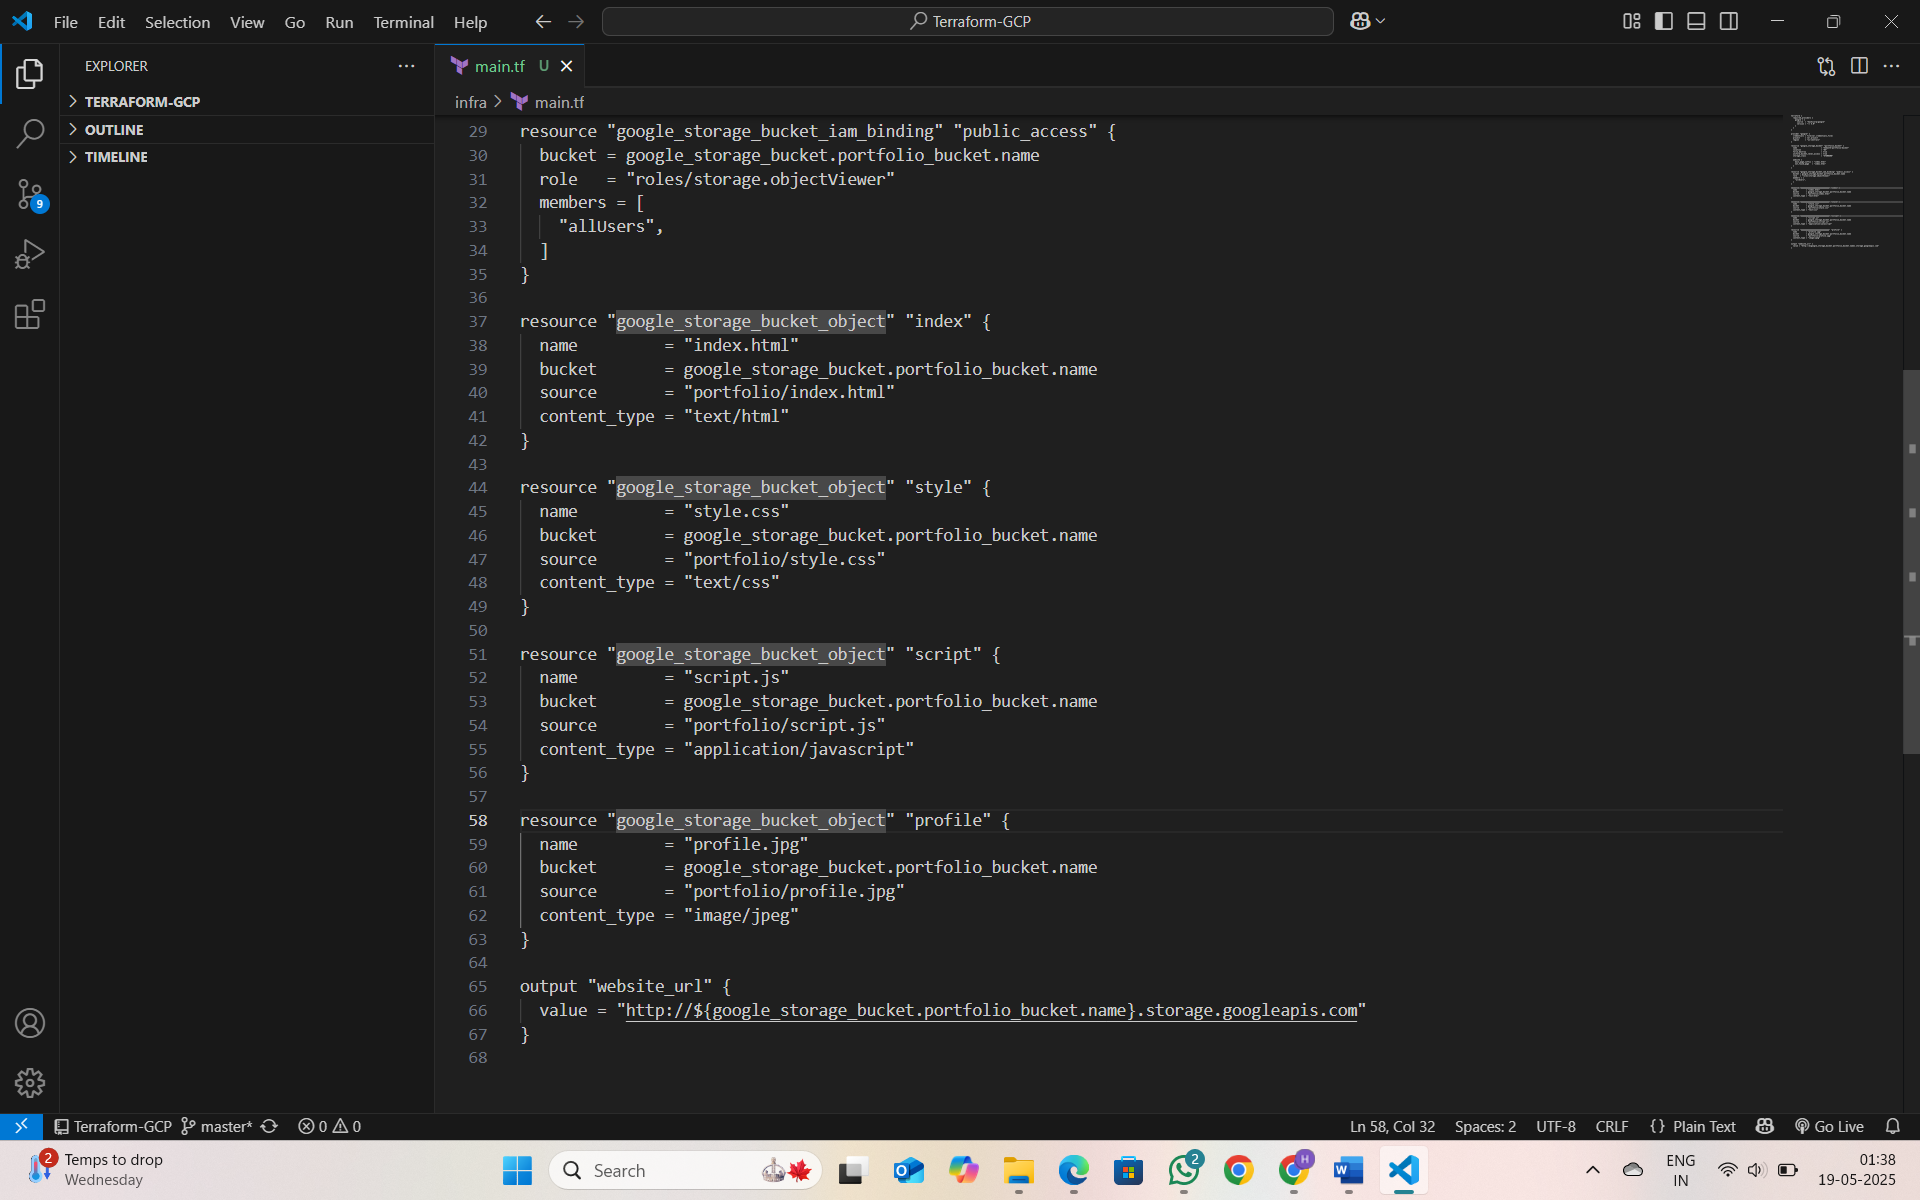 File Edit Selection View Go Run Terminal Help
Terraform-GCP
EXPLORER
TERRAFORM-GCP
OUTLINE
TIMELINE
9
main.tf U
infra > main.tf
29 resource "google_storage_bucket_iam_binding" "public_access" {
30 bucket = google_storage_bucket.portfolio_bucket.name
31 role   = "roles/storage.objectViewer"
32 members = [
33 "allUsers",
34 ]
35 }
36
37 resource "google_storage_bucket_object" "index" {
38 name         = "index.html"
39 bucket       = google_storage_bucket.portfolio_bucket.name
40 source       = "portfolio/index.html"
41 content_type = "text/html"
42 }
43
44 resource "google_storage_bucket_object" "style" {
45 name         = "style.css"
46 bucket       = google_storage_bucket.portfolio_bucket.name
47 source       = "portfolio/style.css"
48 content_type = "text/css"
49 }
50
51 resource "google_storage_bucket_object" "script" {
52 name         = "script.js"
53 bucket       = google_storage_bucket.portfolio_bucket.name
54 source       = "portfolio/script.js"
55 content_type = "application/javascript"
56 }
57
58 resource "google_storage_bucket_object" "profile" {
59 name         = "profile.jpg"
60 bucket       = google_storage_bucket.portfolio_bucket.name
61 source       = "portfolio/profile.jpg"
62 content_type = "image/jpeg"
63 }
64
65 output "website_url" {
66 value = "http://${google_storage_bucket.portfolio_bucket.name}.storage.googleapis.com"
67 }
68
Terraform-GCP master* 0 0 Ln 58, Col 32 Spaces: 2 UTF-8 CRLF {} Plain Text Go Live
2 Temps to drop
Wednesday
Search
2
H
ENG
IN
01:38
19-05-2025